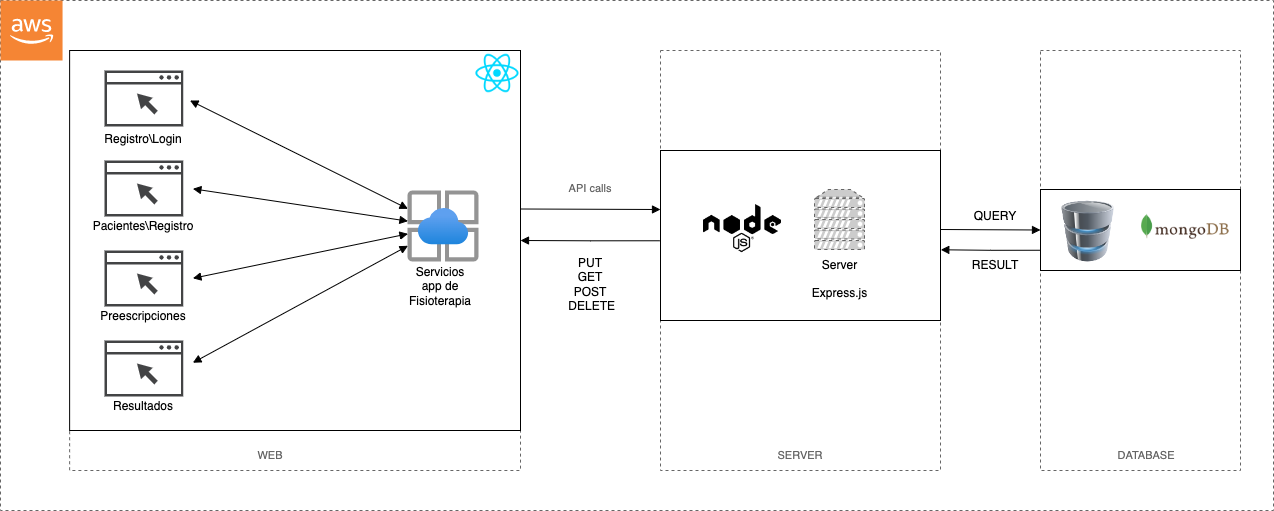 aws
Registro\Login
Pacientes\Registro
Preescripciones
Resultados
Servicios
app de
Fisioterapia
WEB
API calls
PUT
GET
POST
DELETE
node
JS
Server
Express.js
SERVER
QUERY
RESULT
mongoDB
DATABASE